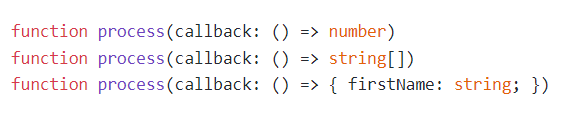 function process(callback: () => number)
function process(callback: () => string[])
function process(callback: () => { firstName: string; })